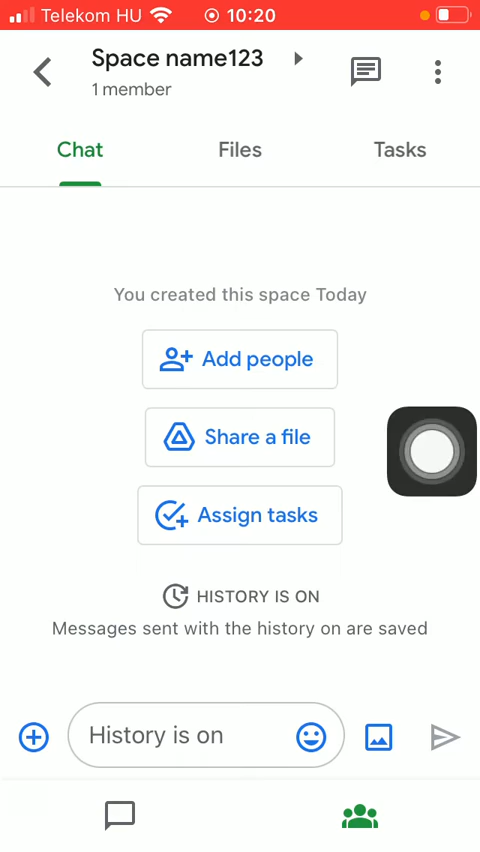 Telekom HU 10:20
Space name123
1 member
Chat Files Tasks
You created this space Today
Add people
Share a file
Assign tasks
HISTORY IS ON
Messages sent with the history on are saved
History is on